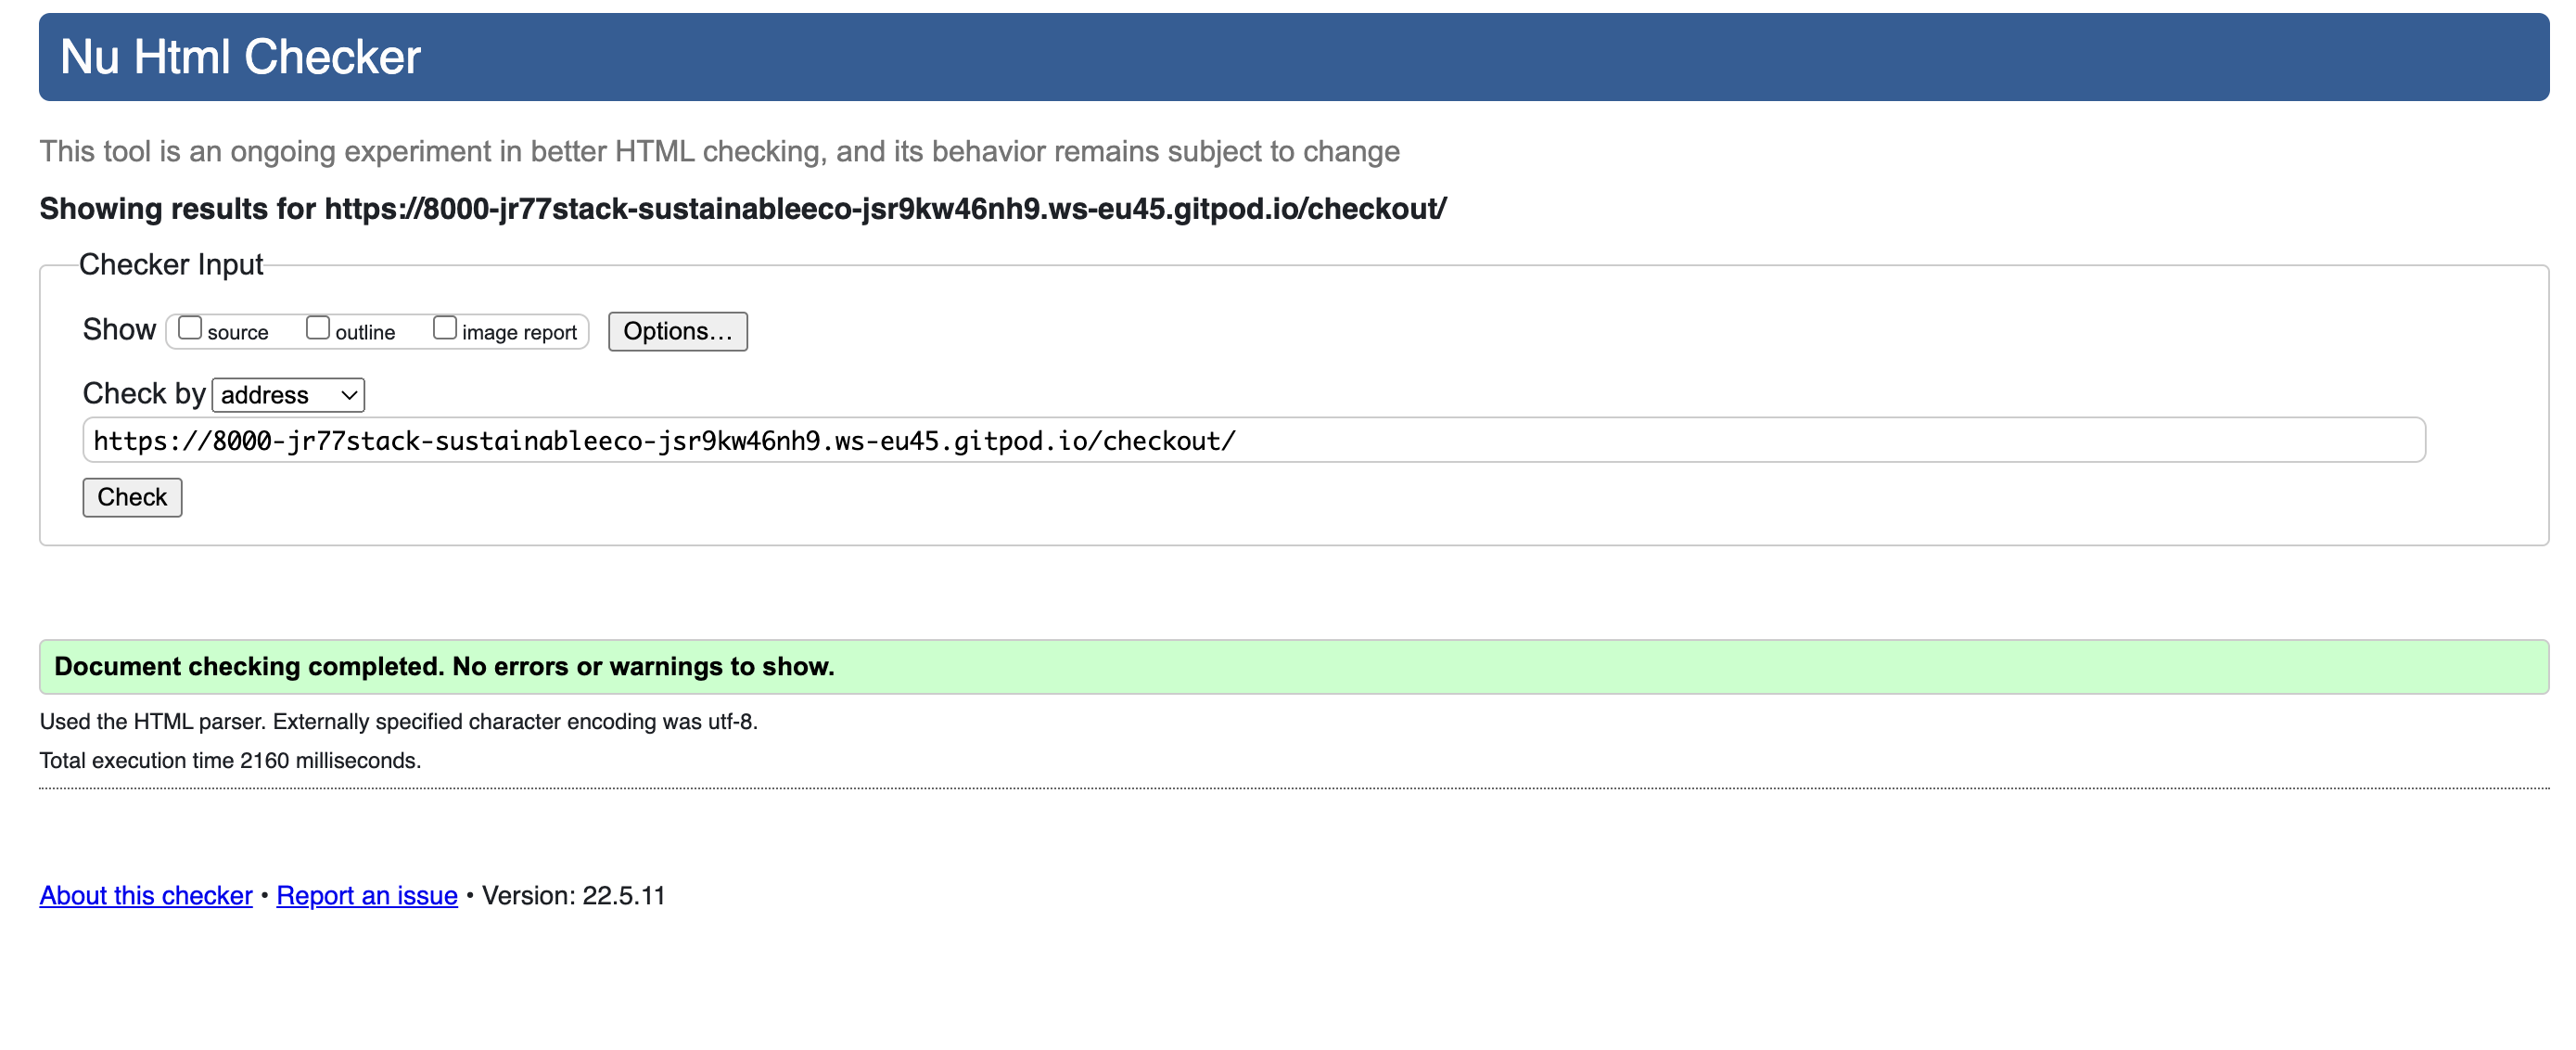 Nu Html Checker
This tool is an ongoing experiment in better HTML checking, and its behavior remains subject to change
Showing results for https://8000-jr77stack-sustainableeco-jsr9kw46nh9.ws-eu45.gitpod.io/checkout/
Checker Input
Show source outline image report Options...
Check by address
https://8000-jr77stack-sustainableeco-jsr9kw46nh9.ws-eu45.gitpod.io/checkout/
Check
Document checking completed. No errors or warnings to show.
Used the HTML parser. Externally specified character encoding was utf-8.
Total execution time 2160 milliseconds.
About this checker • Report an issue • Version: 22.5.11